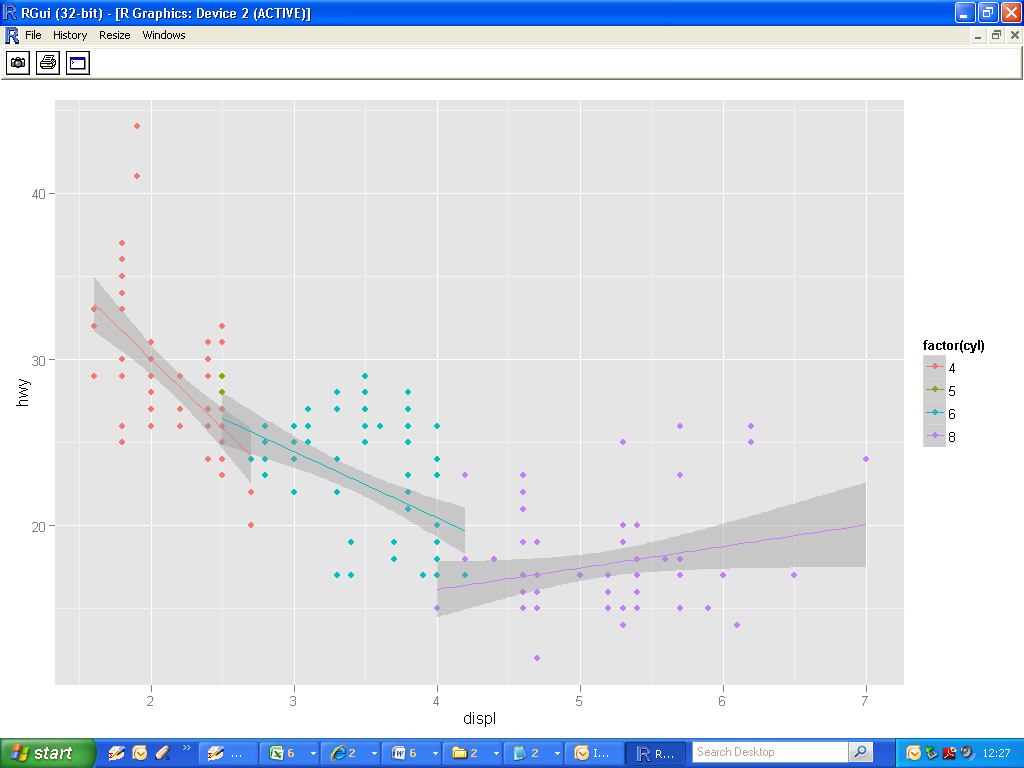 RGui (32-bit) - [R Graphics: Device 2 (ACTIVE)]
File History Resize Windows
40
30
20
hwy
2 3 4 5 6 7
displ
factor(cyl)
4
5
6
8
start
...
6
2
6
2
2
I...
R...
Search Desktop
12:27